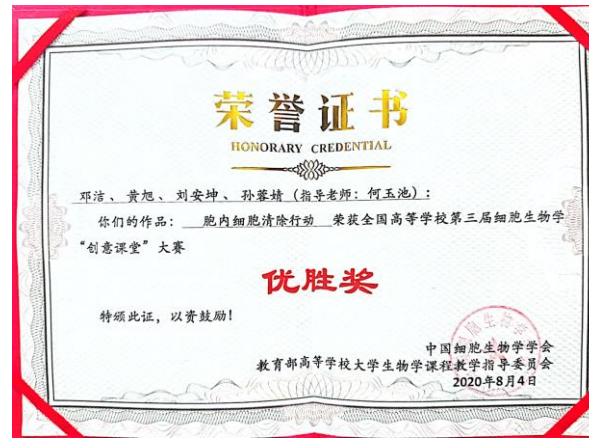 荣誉证书
HONORARY CREDENTIAL
邓洁、黄旭、刘安坤、孙蓉婧（指导老师：何玉池）：
你们的作品： 胞内细胞清除行动 荣获全国高等学校第三届细胞生物学
“创意课堂”大赛
优胜奖
特颁此证，以资鼓励！
中国细胞生物学学会
教育部高等学校大学生物学课程教学指导委员会
2020年8月4日